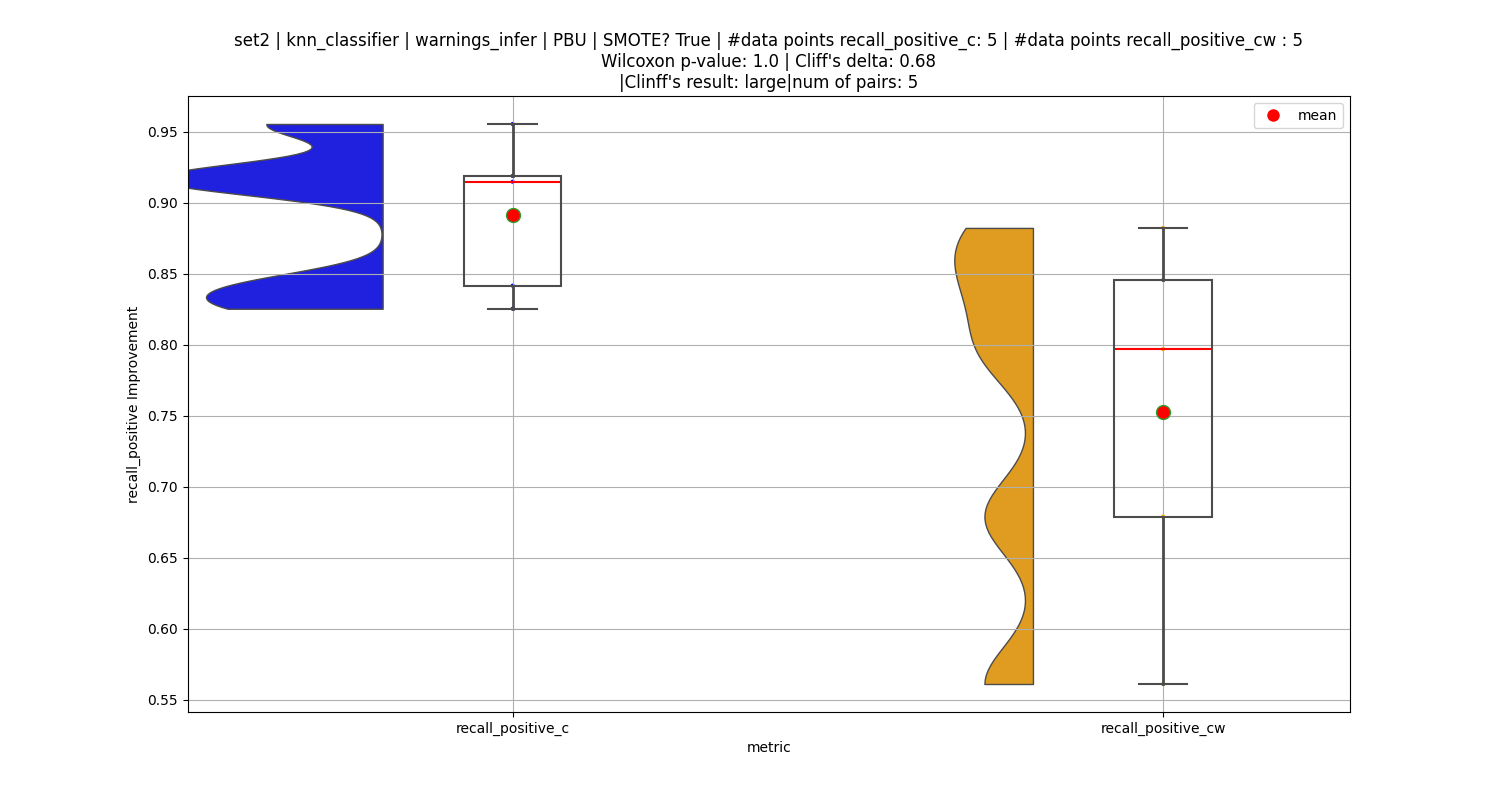 set2 | knn_classifier | warnings_infer | PBU | SMOTE? True | #data points recall_positive_c: 5 | #data points recall_positive_cw : 5
Wilcoxon p-value: 1.0 | Cliff's delta: 0.68
|Clinff's result: large|num of pairs: 5
mean
0.95
0.90
0.85
0.80
0.75
0.70
0.65
0.60
0.55
recall_positive Improvement
recall_positive_c
recall_positive_cw
metric